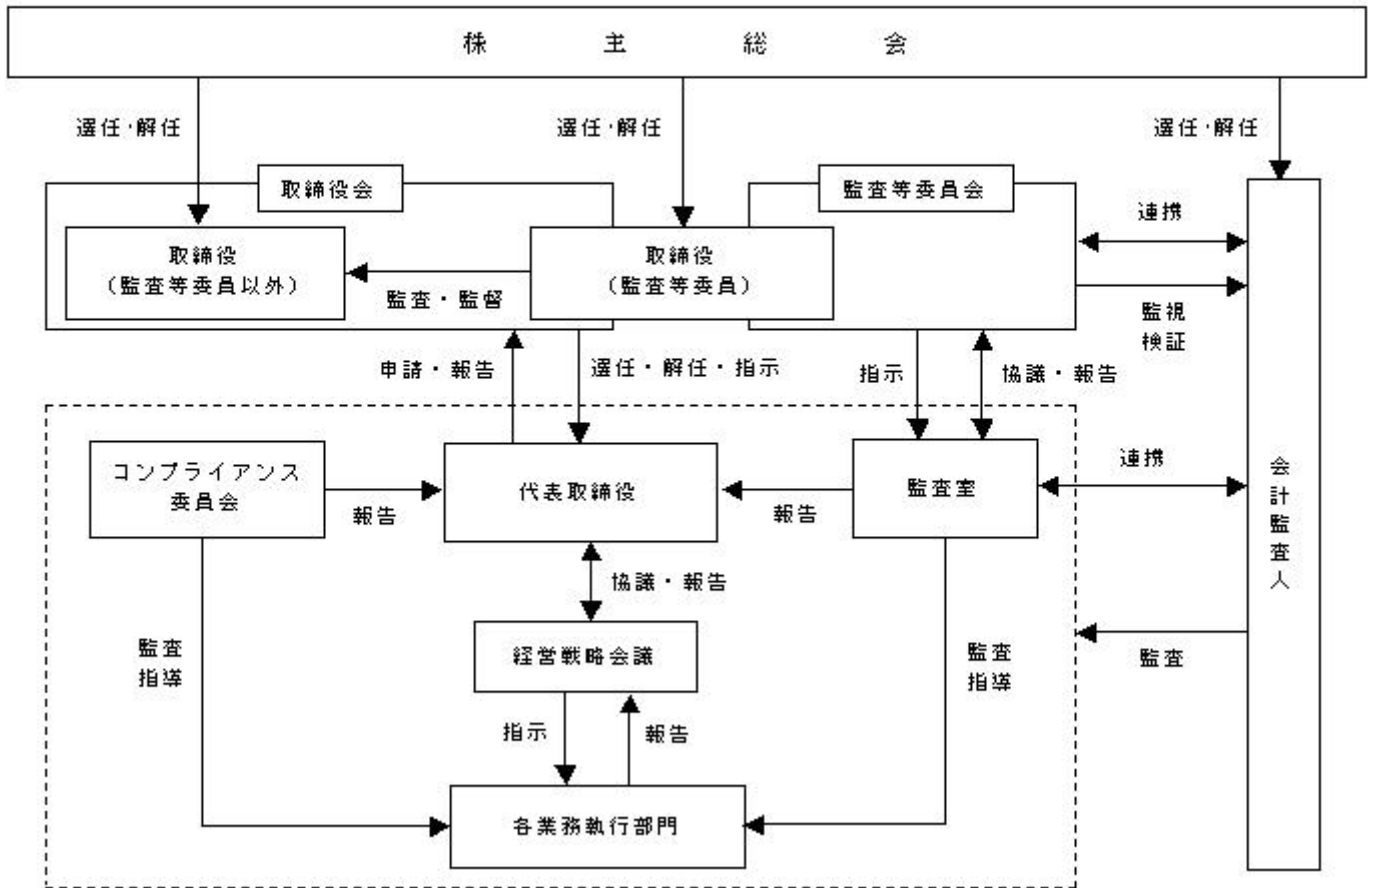 株主総会
選任・解任
選任・解任
選任・解任
取締役会
監査等委員会
取締役
（監査等委員以外）
取締役
（監査等委員）
監査・監督
連携
監視
検証
申請・報告
選任・解任・指示
指示
協議・報告
コンプライアンス
委員会
報告
代表取締役
報告
監査室
連携
会計監査人
協議・報告
監査
指導
経営戦略会議
監査
指導
監査
指示
報告
各業務執行部門